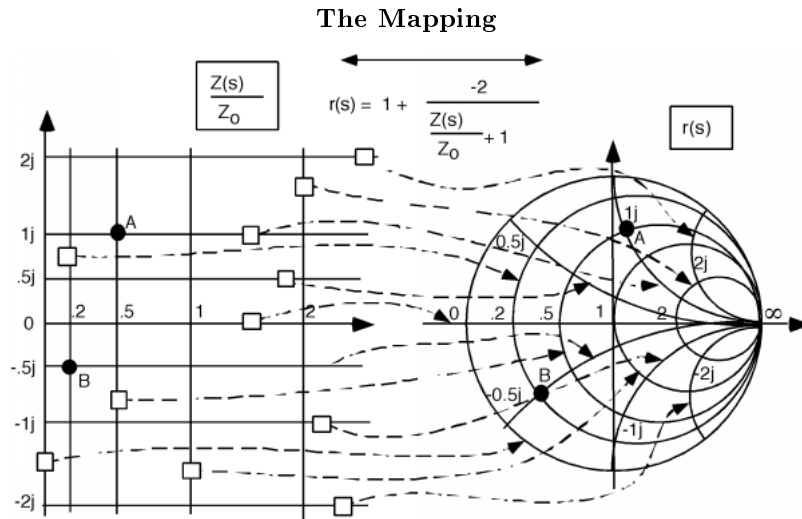 The Mapping
Z(s)
Z₀
r(s) = 1 + -2
Z(s)
Z₀ + 1
r(s)
2j
1j
.5j
0
-.5j
-1j
-2j
A
B
.2 .5 1 2
1j
A
0.5j
2j
0 .2 .5 1 2 ∞
B
-0.5j
-2j
-1j